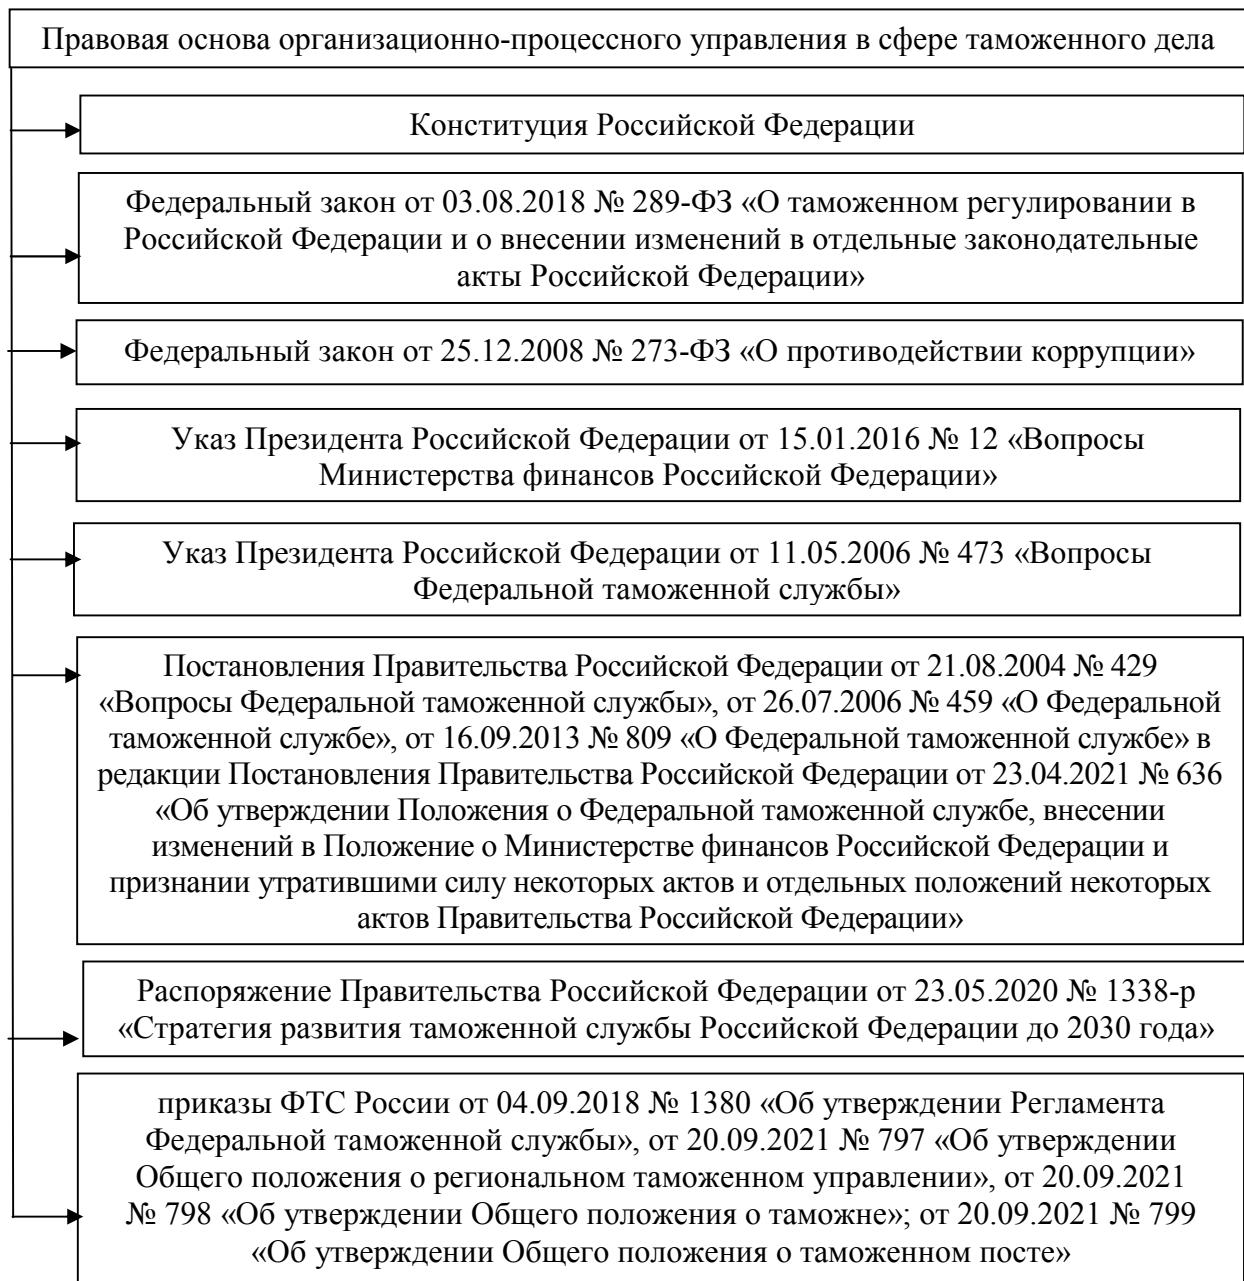 Правовая основа организационно-процессного управления в сфере таможенного дела
Конституция Российской Федерации
Федеральный закон от 03.08.2018 № 289-ФЗ «О таможенном регулировании в
Российской Федерации и о внесении изменений в отдельные законодательные
акты Российской Федерации»
Федеральный закон от 25.12.2008 № 273-ФЗ «О противодействии коррупции»
Указ Президента Российской Федерации от 15.01.2016 № 12 «Вопросы
Министерства финансов Российской Федерации»
Указ Президента Российской Федерации от 11.05.2006 № 473 «Вопросы
Федеральной таможенной службы»
Постановления Правительства Российской Федерации от 21.08.2004 № 429
«Вопросы Федеральной таможенной службы», от 26.07.2006 № 459 «О Федеральной
таможенной службе», от 16.09.2013 № 809 «О Федеральной таможенной службе» в
редакции Постановления Правительства Российской Федерации от 23.04.2021 № 636
«Об утверждении Положения о Федеральной таможенной службе, внесении
изменений в Положение о Министерстве финансов Российской Федерации и
признании утратившими силу некоторых актов и отдельных положений некоторых
актов Правительства Российской Федерации»
Распоряжение Правительства Российской Федерации от 23.05.2020 № 1338-р
«Стратегия развития таможенной службы Российской Федерации до 2030 года»
приказы ФТС России от 04.09.2018 № 1380 «Об утверждении Регламента
Федеральной таможенной службы», от 20.09.2021 № 797 «Об утверждении
Общего положения о региональном таможенном управлении», от 20.09.2021
№ 798 «Об утверждении Общего положения о таможне»; от 20.09.2021 № 799
«Об утверждении Общего положения о таможенном посте»